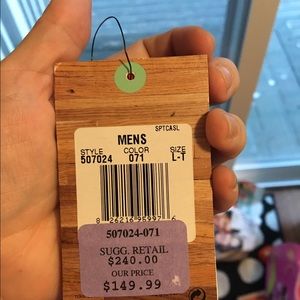 SPTCASL
MENS
STYLE COLOR SIZE
507024 071 L-T
507024-071
SUGG. RETAIL
$240.00
OUR PRICE
$149.99